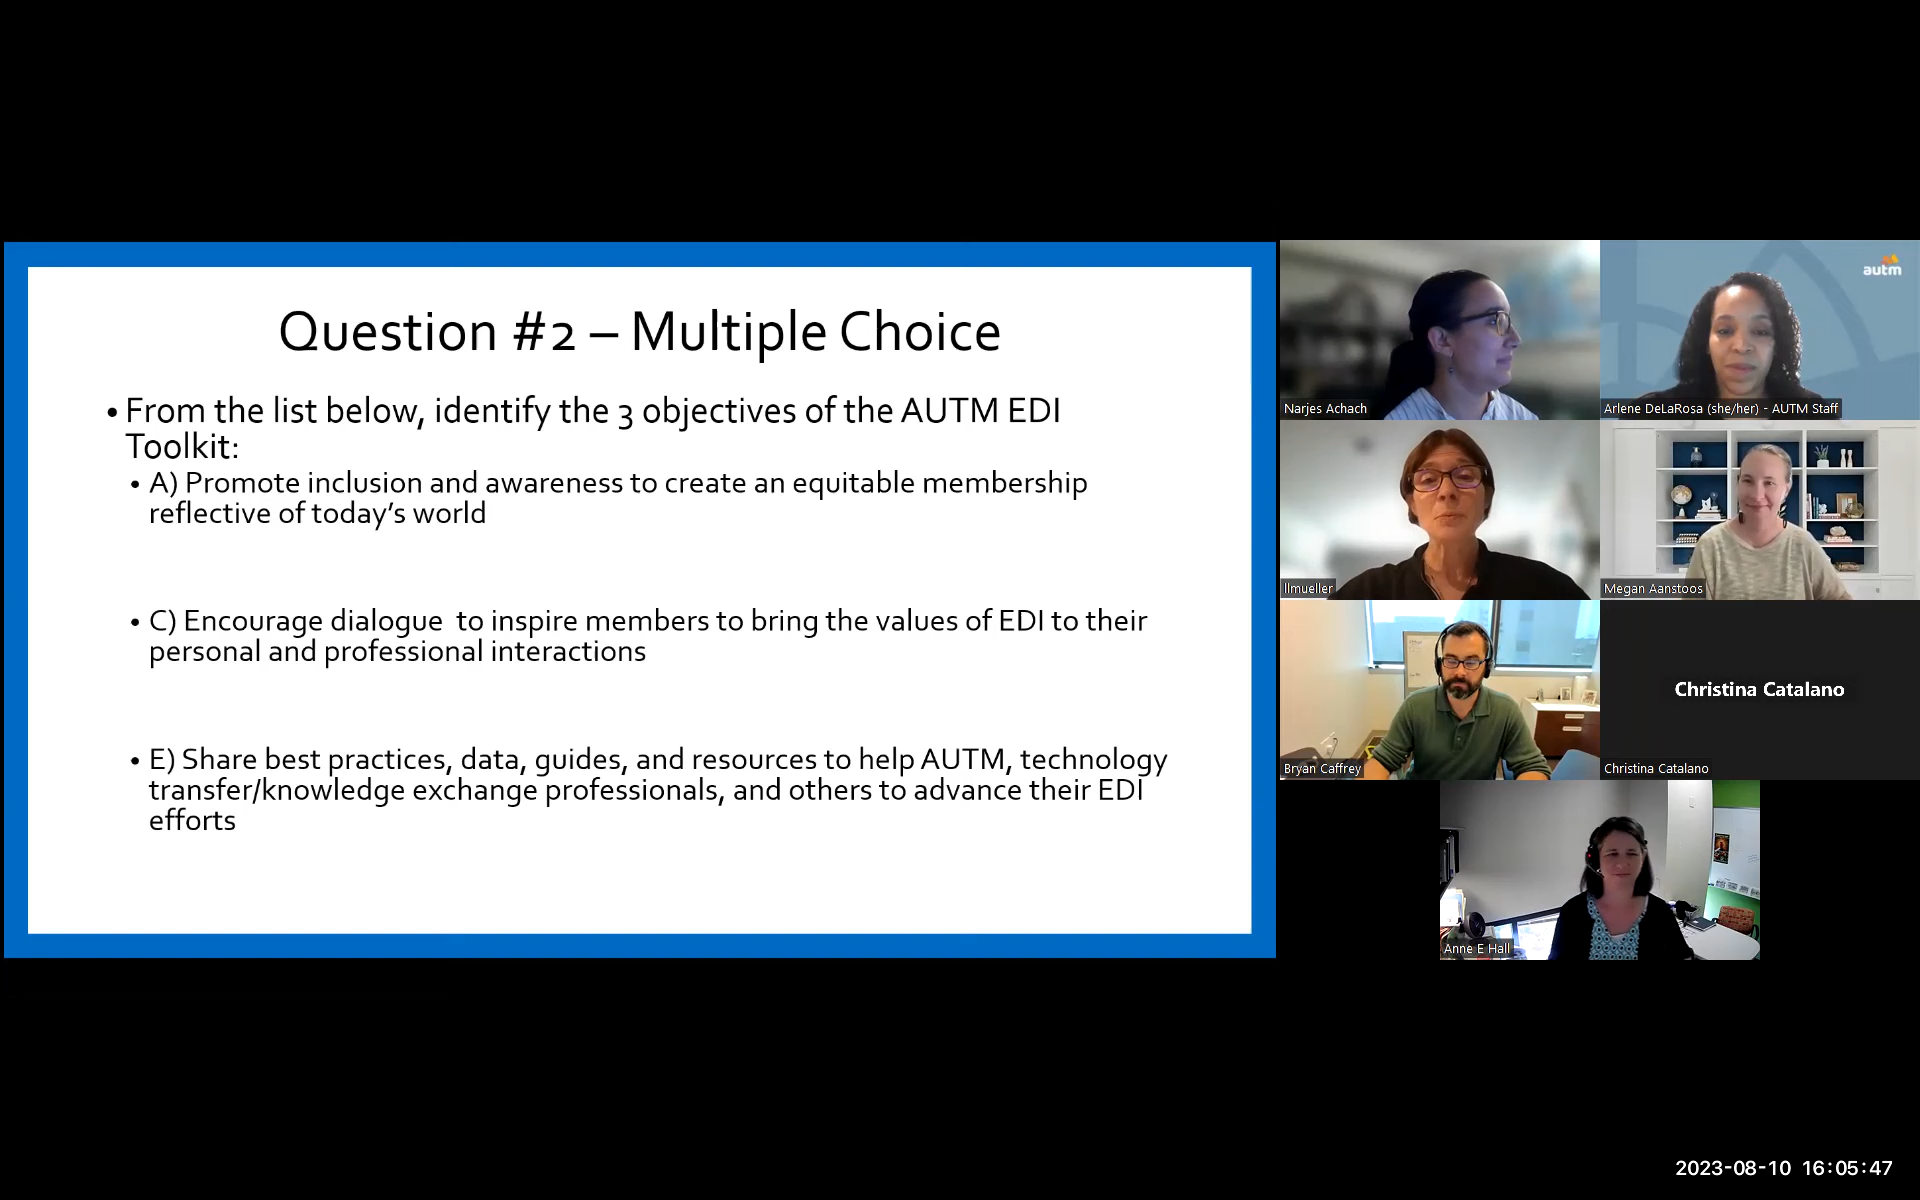 Question #2 – Multiple Choice
• From the list below, identify the 3 objectives of the AUTM EDI
Toolkit:
• A) Promote inclusion and awareness to create an equitable membership
reflective of today’s world
• C) Encourage dialogue  to inspire members to bring the values of EDI to their
personal and professional interactions
• E) Share best practices, data, guides, and resources to help AUTM, technology
transfer/knowledge exchange professionals, and others to advance their EDI
efforts
autm
Narjes Achach
Arlene DeLaRosa (she/her) - AUTM Staff
llmueller
Megan Aanstoos
Bryan Caffrey
Christina Catalano
Christina Catalano
Anne E Hall
2023-08-10 16:05:47